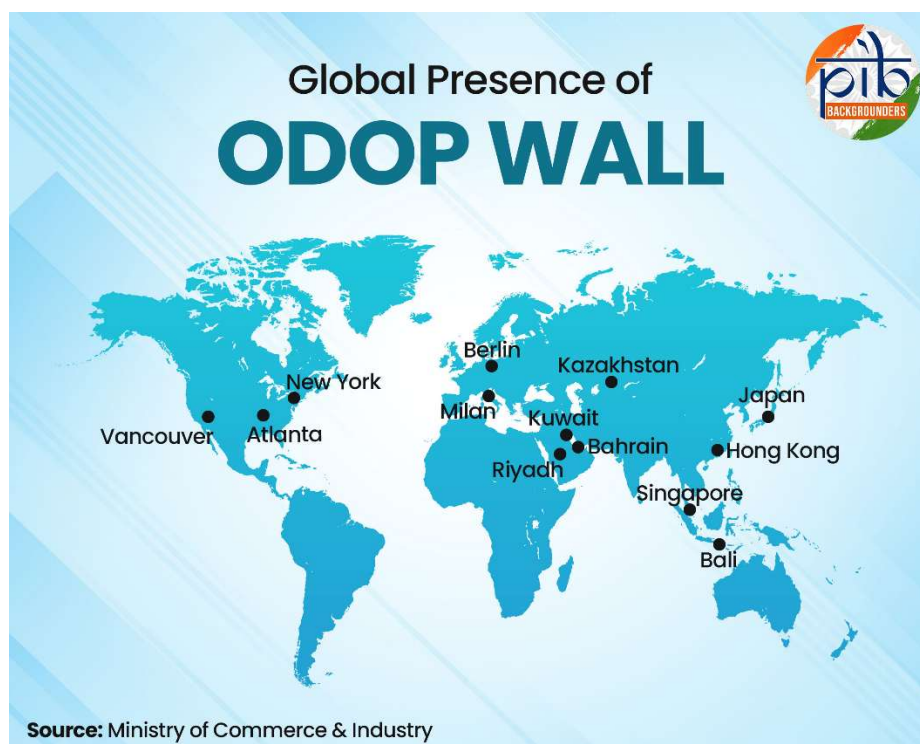 Global Presence of
ODOP WALL
pib
BACKGROUNDERS
Berlin
Kazakhstan
New York
Milan
Japan
Kuwait
Vancouver
Atlanta
Bahrain
Hong Kong
Riyadh
Singapore
Bali
Source: Ministry of Commerce & Industry